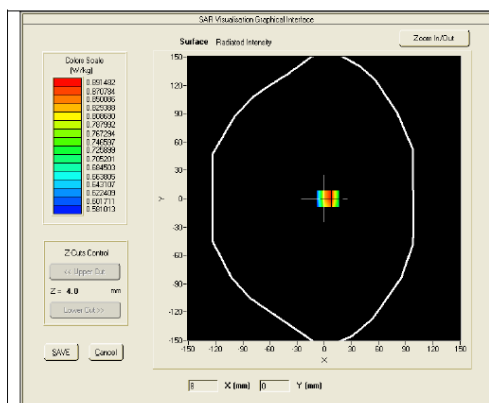 SAR Visualisation Graphical Interface
Surface Radiated Intensity
Zoom In/Out
Colors Scale
(W/kg)
0.891482
0.870784
0.850086
0.829388
0.808690
0.787992
0.767294
0.746597
0.725899
0.705201
0.684503
0.663805
0.643107
0.622409
0.601711
0.581013
Z Cuts Control
<< Upper Cut
Z = 4.0 mm
Lower Cut >>
SAVE Cancel
150-
120-
90-
60-
30-
0-
-30-
-60-
-90-
-120-
-150-
Y
-150 -120 -90 -60 -30 0 30 60 90 120 150
X
8 X (mm) 0 Y (mm)